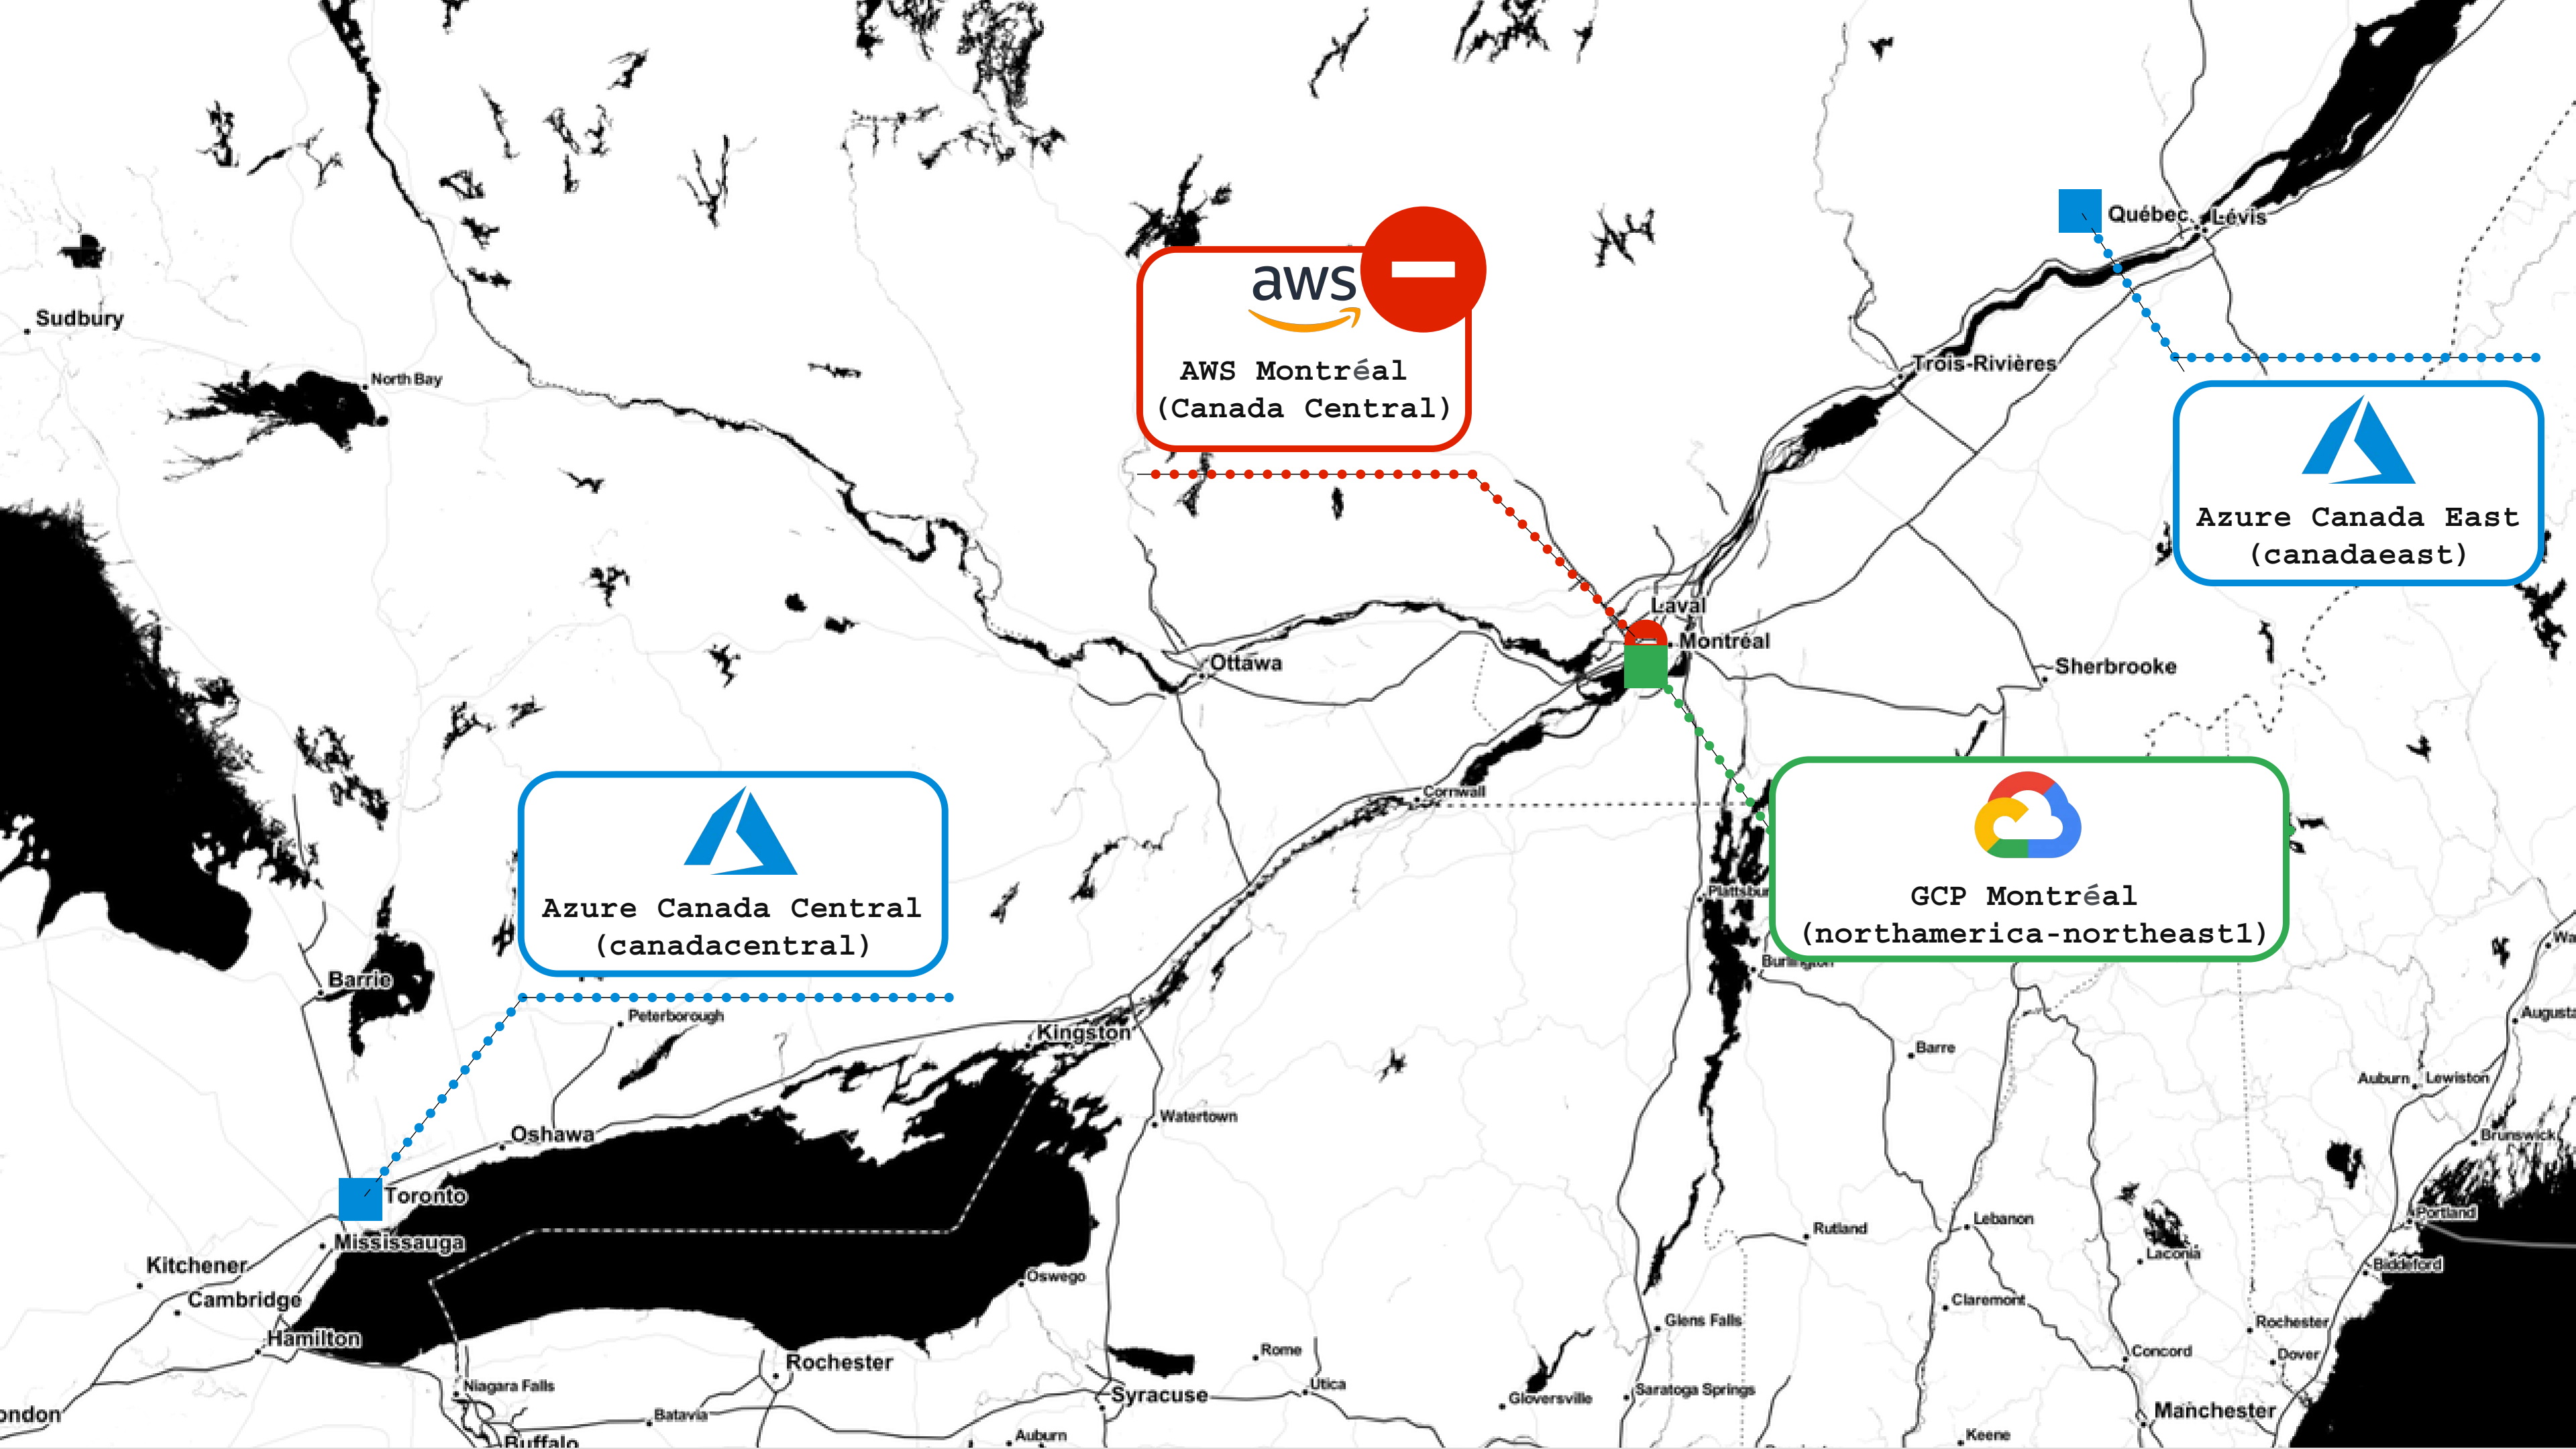 Québec
Lévis
aws
AWS Montréal
(Canada Central)
Sudbury
North Bay
Trois-Rivières
Azure Canada East
(canadaeast)
Laval
Montréal
Ottawa
Sherbrooke
Cornwall
Azure Canada Central
(canadacentral)
GCP Montréal
(northamerica-northeast1)
Burlington
Barrie
Peterborough
Kingston
Augusta
Barre
Auburn
Lewiston
Watertown
Oshawa
Brunswick
Toronto
Portland
Mississauga
Lebanon
Rutland
Laconia
Kitchener
Biddeford
Oswego
Cambridge
Claremont
Glens Falls
Rochester
Hamilton
Rome
Concord
Dover
Rochester
Niagara Falls
Utica
Saratoga Springs
Syracuse
Gloversville
ondon
Batavia
Manchester
Auburn
Keene
Buffalo